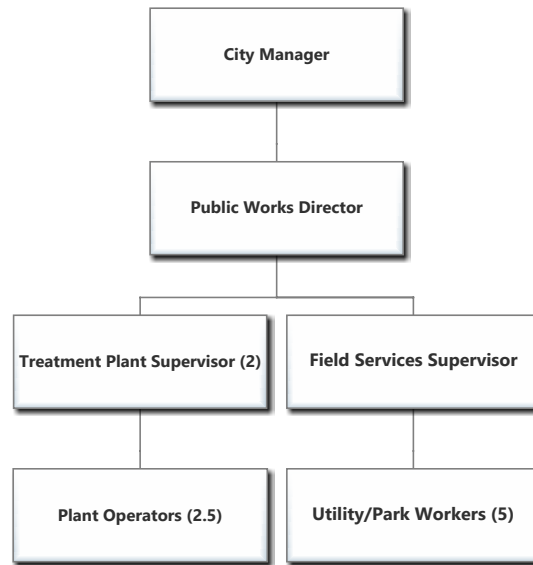 City Manager
Public Works Director
Treatment Plant Supervisor (2)
Field Services Supervisor
Plant Operators (2.5)
Utility/Park Workers (5)